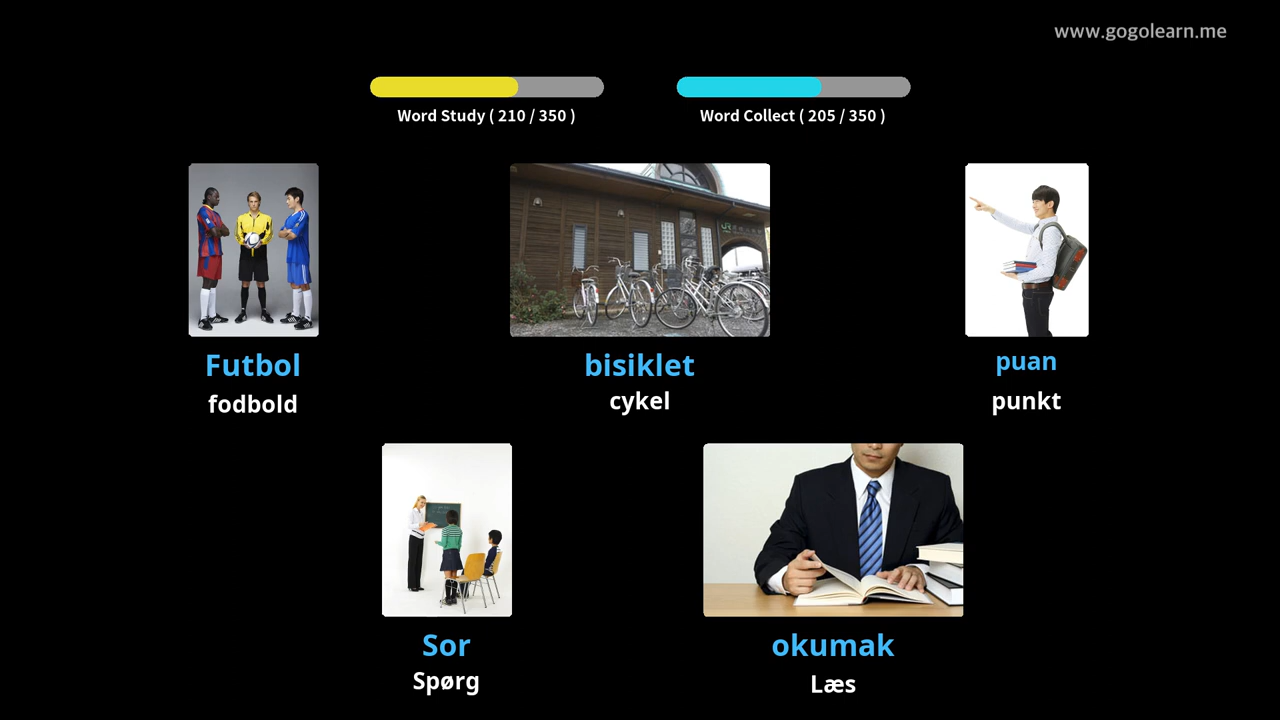 www.gogolearn.me
Word Study ( 210 / 350 )
Word Collect ( 205 / 350 )
Futbol
fodbold
bisiklet
cykel
puan
punkt
Sor
Spørg
okumak
Læs